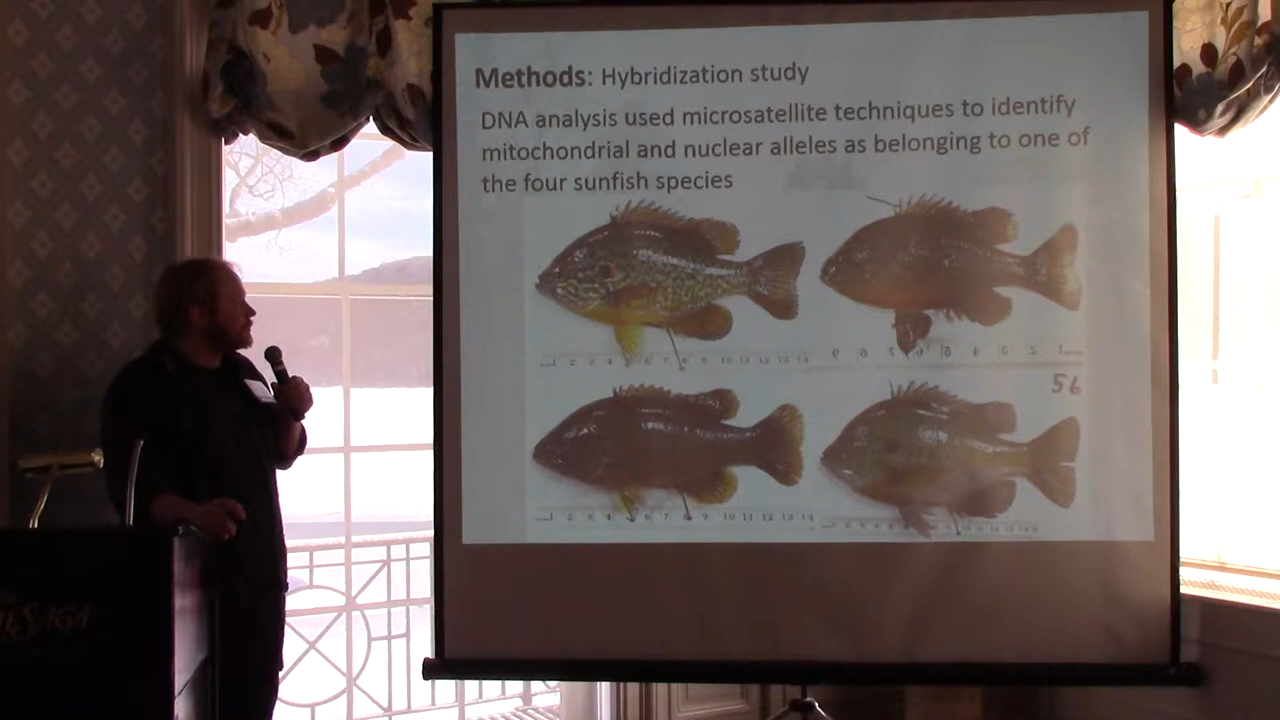 Methods: Hybridization study
DNA analysis used microsatellite techniques to identify
mitochondrial and nuclear alleles as belonging to one of
the four sunfish species
56
SAGA